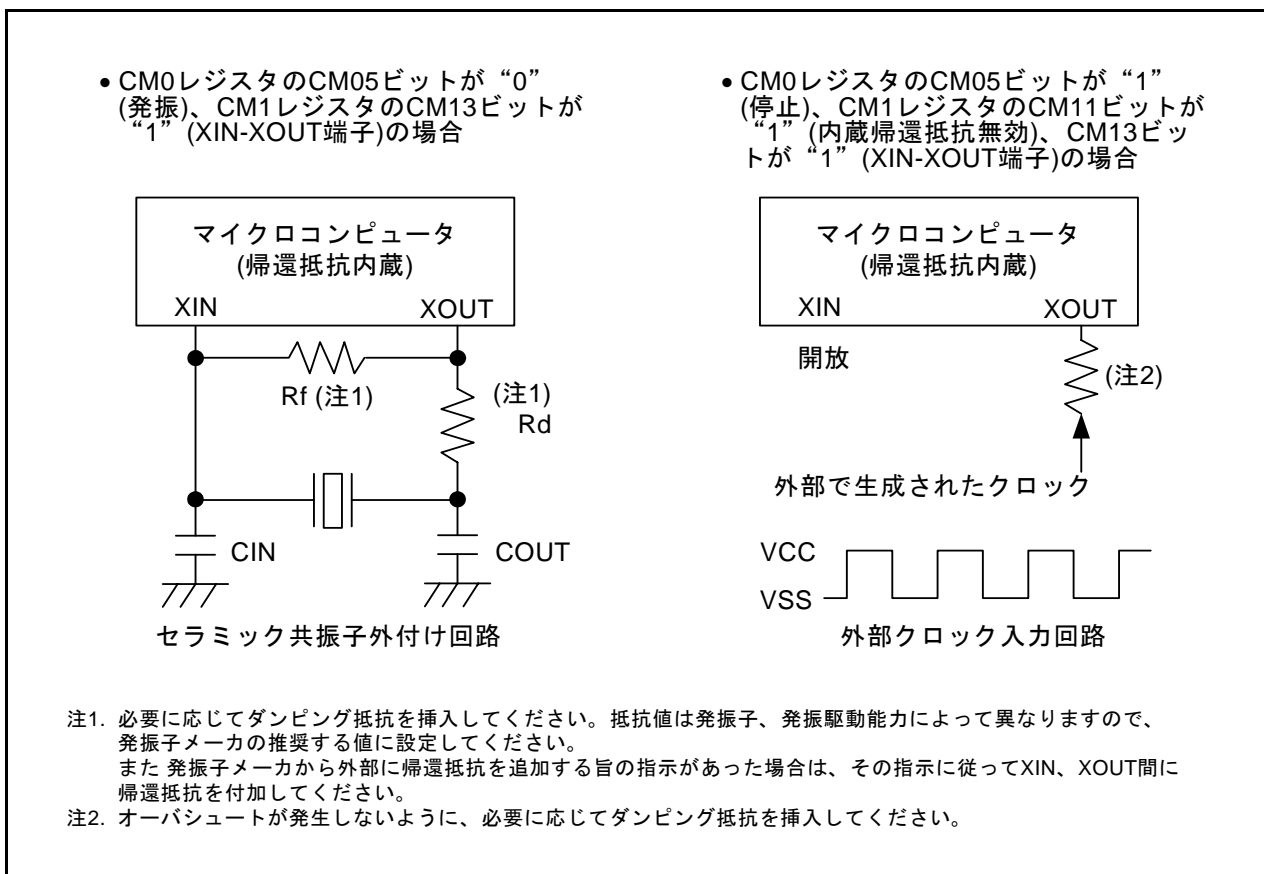 • CM0レジスタのCM05ビットが“0”
(発振)、CM1レジスタのCM13ビットが
“1” (XIN-XOUT端子)の場合
マイクロコンピュータ
(帰還抵抗内蔵)
XIN
XOUT
Rf (注1)
(注1)
Rd
CIN
COUT
セラミック共振子外付け回路
• CM0レジスタのCM05ビットが“1”
(停止)、CM1レジスタのCM11ビットが
“1” (内蔵帰還抵抗無効)、CM13ビッ
トが“1” (XIN-XOUT端子)の場合
マイクロコンピュータ
(帰還抵抗内蔵)
XIN
XOUT
開放
(注2)
外部で生成されたクロック
VCC
VSS
外部クロック入力回路
注1. 必要に応じてダンピング抵抗を挿入してください。抵抗値は発振子、発振駆動能力によって異なりますので、
発振子メーカの推奨する値に設定してください。
また 発振子メーカから外部に帰還抵抗を追加する旨の指示があった場合は、その指示に従ってXIN、XOUT間に
帰還抵抗を付加してください。
注2. オーバシュートが発生しないように、必要に応じてダンピング抵抗を挿入してください。